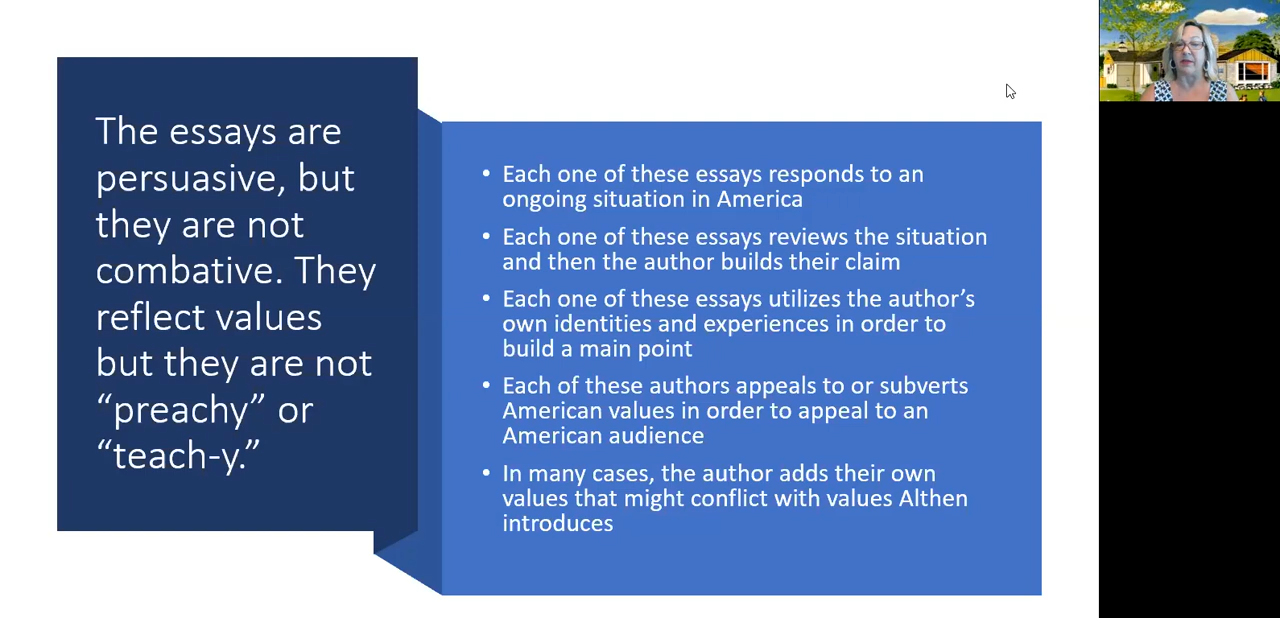 The essays are
persuasive, but
they are not
combative. They
reflect values
but they are not
“preachy” or
“teach-y.”
• Each one of these essays responds to an
ongoing situation in America
• Each one of these essays reviews the situation
and then the author builds their claim
• Each one of these essays utilizes the author’s
own identities and experiences in order to
build a main point
• Each of these authors appeals to or subverts
American values in order to appeal to an
American audience
• In many cases, the author adds their own
values that might conflict with values Althen
introduces